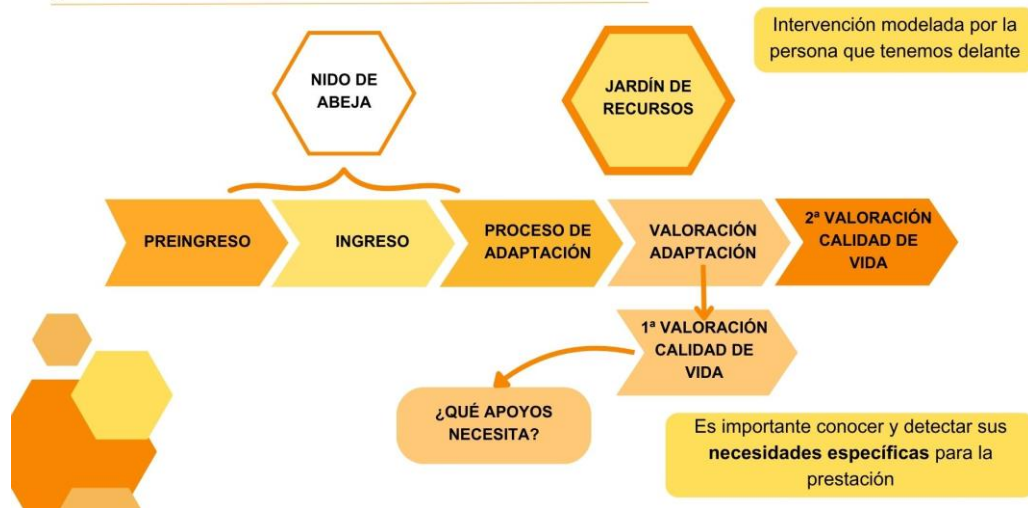 Intervención modelada por la
persona que tenemos delante
NIDO DE
ABEJA
JARDÍN DE
RECURSOS
PREINGRESO
INGRESO
PROCESO DE
ADAPTACIÓN
VALORACIÓN
ADAPTACIÓN
2ª VALORACIÓN
CALIDAD DE
VIDA
1ª VALORACIÓN
CALIDAD DE
VIDA
¿QUÉ APOYOS
NECESITA?
Es importante conocer y detectar sus
necesidades específicas para la
prestación